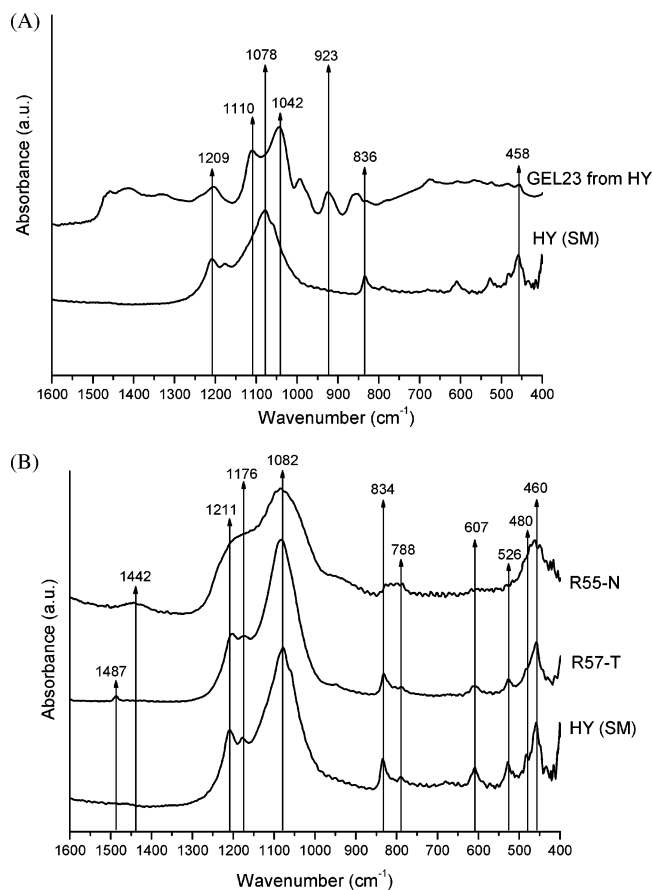 (A)
1078
923
1110
1042
1209
836
458
GEL23 from HY
HY (SM)
Absorbance (a.u.)
1600 1500 1400 1300 1200 1100 1000 900 800 700 600 500 400
Wavenumber (cm-1)
(B)
1082
1176
1211
834
460
480
607
788
526
1442
1487
R55-N
R57-T
HY (SM)
Absorbance (a.u.)
1600 1500 1400 1300 1200 1100 1000 900 800 700 600 500 400
Wavenumber (cm-1)